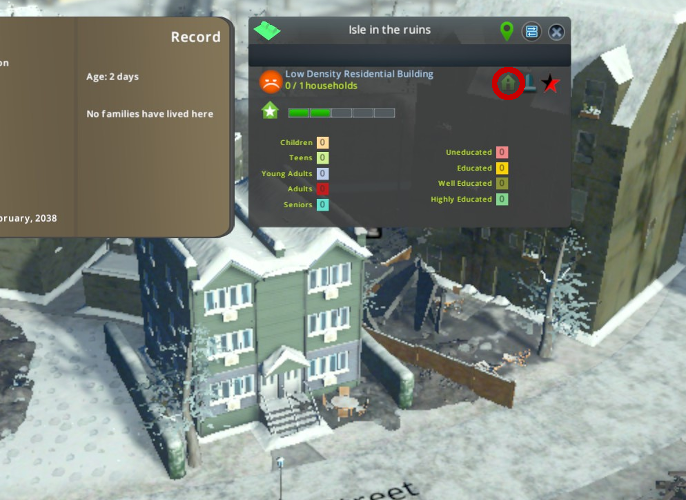 Record
on
Age: 2 days
No families have lived here
bruary, 2038
Isle in the ruins
Low Density Residential Building
0 / 1 households
Children 0
Teens 0
Young Adults 0
Adults 0
Seniors 0
Uneducated 0
Educated 0
Well Educated 0
Highly Educated 0
reet